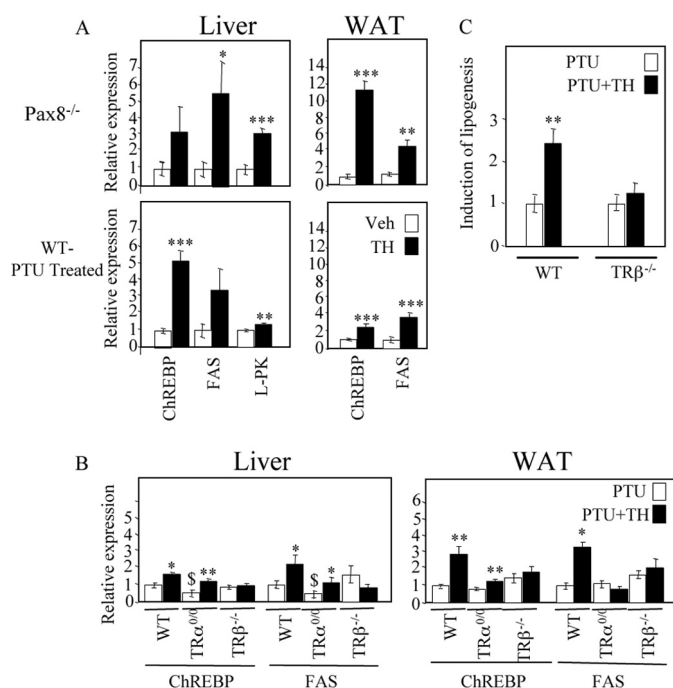 A
Liver
WAT
Pax8-/-
Relative expression
7
6
5
4
3
2
1
0
*
***
14
12
10
8
6
4
2
0
***
**
WT-
PTU Treated
Relative expression
7
6
5
4
3
2
1
0
***
**
14
12
10
8
6
4
2
0
Veh
TH
***
***
ChREBP
FAS
L-PK
ChREBP
FAS
C
Induction of lipogenesis
PTU
PTU+TH
3
2
1
0
**
WT
TRβ-/-
B
Liver
WAT
Relative expression
5
4
3
2
1
0
*
$
**
*
$
*
PTU
PTU+TH
5
4
3
2
1
0
**
**
*
WT
TRα0/0
TRβ-/-
WT
TRα0/0
TRβ-/-
WT
TRα0/0
TRβ-/-
WT
TRα0/0
TRβ-/-
ChREBP
FAS
ChREBP
FAS